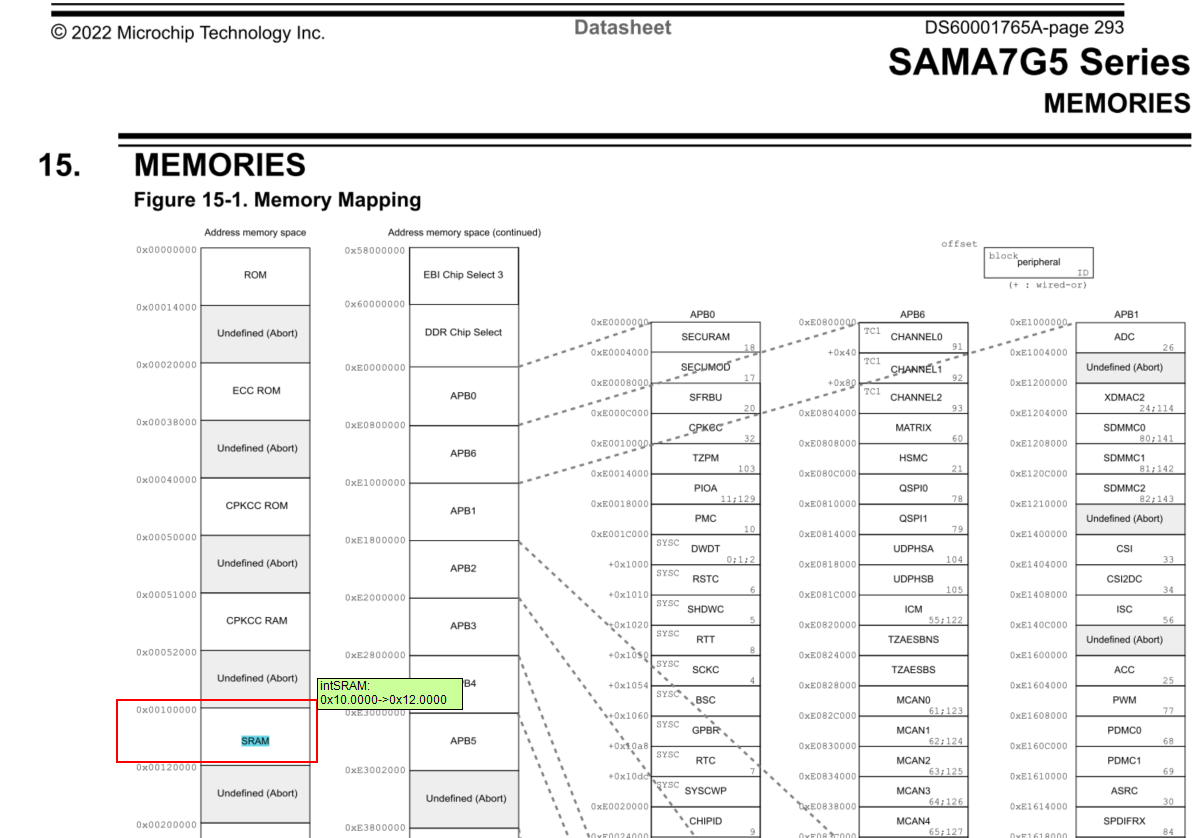 © 2022 Microchip Technology Inc.
Datasheet
DS60001765A-page 293
SAMA7G5 Series
MEMORIES
15. MEMORIES
Figure 15-1. Memory Mapping
Address memory space
0x00000000
ROM
0x00014000
Undefined (Abort)
0x00020000
ECC ROM
0x00038000
Undefined (Abort)
0x00040000
CPKCC ROM
0x00050000
Undefined (Abort)
0x00051000
CPKCC RAM
0x00052000
Undefined (Abort)
0x00100000
SRAM
0x00120000
Undefined (Abort)
0x00200000
intSRAM:
0x10.0000->0x12.0000
Address memory space (continued)
0x58000000
EBI Chip Select 3
0x60000000
DDR Chip Select
0xE0000000
APB0
0xE0800000
APB6
0xE1000000
APB1
0xE1800000
APB2
0xE2000000
APB3
0xE2800000
B4
0xE3000000
APB5
0xE3002000
Undefined (Abort)
0xE3800000
offset
block
peripheral
ID
(+ : wired-or)
APB0
0xE0000000
SECURAM
18
0xE0004000
SECUMOD
17
0xE0008000
SFRBU
20
0xE000C000
CPKCC
32
0xE0010000
TZPM
103
0xE0014000
PIOA
11;129
0xE0018000
PMC
10
0xE001C000
SYSC
DWDT
0;1;2
+0x1000
SYSC
RSTC
6
+0x1010
SYSC
SHDWC
5
+0x1020
SYSC
RTT
8
+0x1050
SYSC
SCKC
4
+0x1054
SYSC
BSC
+0x1060
SYSC
GPBR
+0x10a8
SYSC
RTC
7
+0x10dc
SYSC
SYSCWP
0xE0020000
CHIPID
9
0xE0024000
APB6
0xE0800000
TC1
CHANNEL0
91
+0x40
TC1
CHANNEL1
92
+0x80
TC1
CHANNEL2
93
0xE0804000
MATRIX
60
0xE0808000
HSMC
21
0xE080C000
QSPI0
78
0xE0810000
QSPI1
79
0xE0814000
UDPHSA
104
0xE0818000
UDPHSB
105
0xE081C000
ICM
55;122
0xE0820000
TZAESBNS
0xE0824000
TZAESBS
0xE0828000
MCAN0
61;123
0xE082C000
MCAN1
62;124
0xE0830000
MCAN2
63;125
0xE0834000
MCAN3
64;126
0xE0838000
MCAN4
65;127
0xE083C000
APB1
0xE1000000
ADC
26
0xE1004000
Undefined (Abort)
0xE1200000
XDMAC2
24;114
0xE1204000
SDMMC0
80;141
0xE1208000
SDMMC1
81;142
0xE120C000
SDMMC2
82;143
0xE1210000
Undefined (Abort)
0xE1400000
CSI
33
0xE1404000
CSI2DC
34
0xE1408000
ISC
56
0xE140C000
Undefined (Abort)
0xE1600000
ACC
25
0xE1604000
PWM
77
0xE1608000
PDMC0
68
0xE160C000
PDMC1
69
0xE1610000
ASRC
30
0xE1614000
SPDIFRX
84
0xE1618000